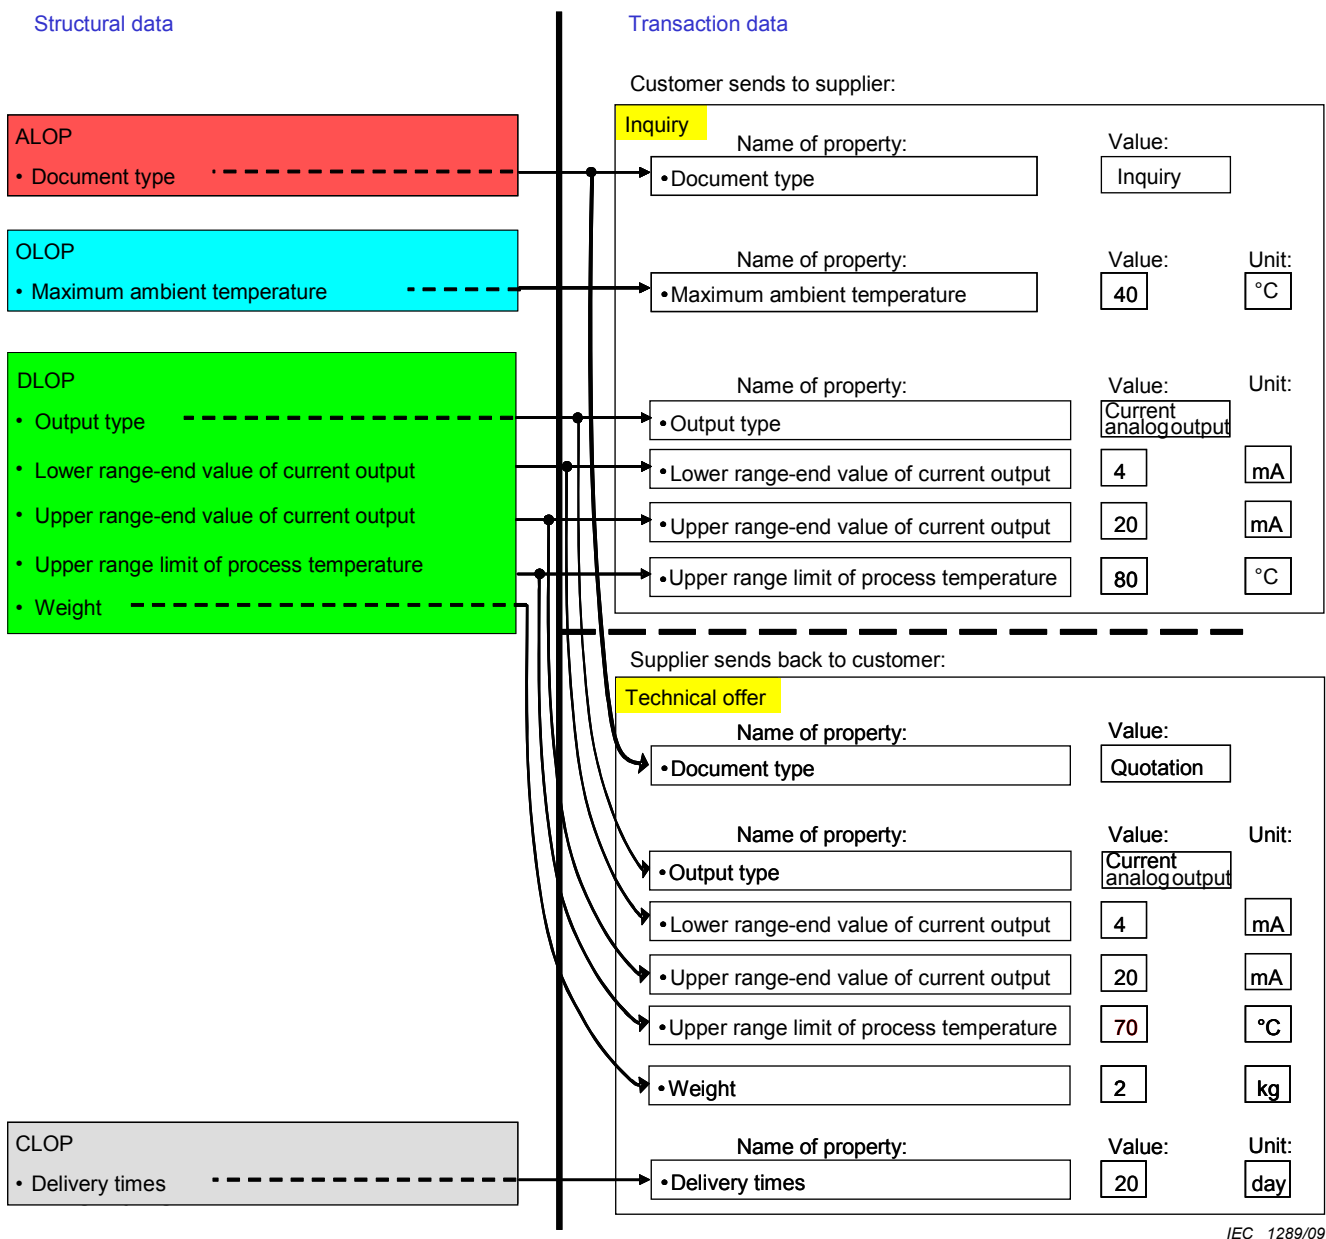 Structural data
Transaction data
Customer sends to supplier:
ALOP
• Document type
Inquiry
Name of property:
Value:
• Document type
Inquiry
OLOP
• Maximum ambient temperature
Name of property:
Value:
Unit:
• Maximum ambient temperature
40
°C
DLOP
• Output type
• Lower range-end value of current output
• Upper range-end value of current output
• Upper range limit of process temperature
• Weight
Name of property:
Value:
Unit:
• Output type
Current
analog output
• Lower range-end value of current output
4
mA
• Upper range-end value of current output
20
mA
• Upper range limit of process temperature
80
°C
Supplier sends back to customer:
Technical offer
Name of property:
Value:
• Document type
Quotation
Name of property:
Value:
Unit:
• Output type
Current
analog output
• Lower range-end value of current output
4
mA
• Upper range-end value of current output
20
mA
• Upper range limit of process temperature
70
°C
• Weight
2
kg
CLOP
• Delivery times
Name of property:
Value:
Unit:
• Delivery times
20
day
IEC 1289/09